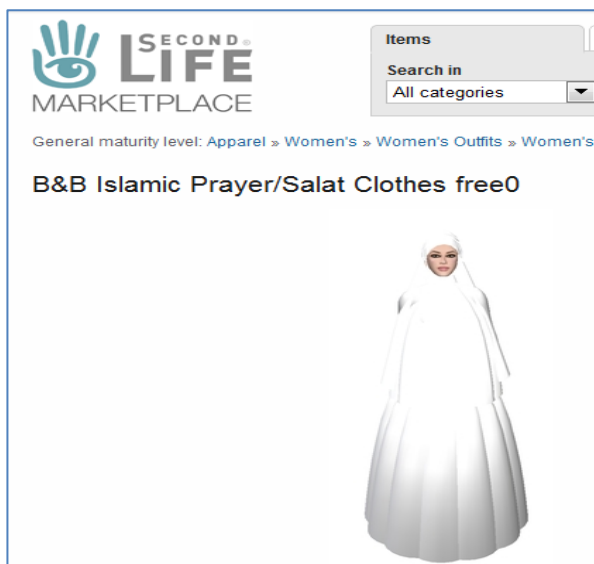 SECOND®
LIFE
MARKETPLACE
Items
Search in
All categories
General maturity level: Apparel » Women's » Women's Outfits » Women's
B&B Islamic Prayer/Salat Clothes free0